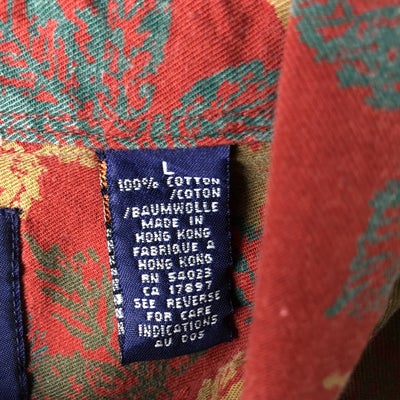 L
100% COTTON
/COTON
/BAUMWOLLE
MADE IN
HONG KONG
FABRIQUE A
HONG KONG
RN 54023
CA 17897
SEE REVERSE
FOR CARE
INDICATIONS
AU DOS